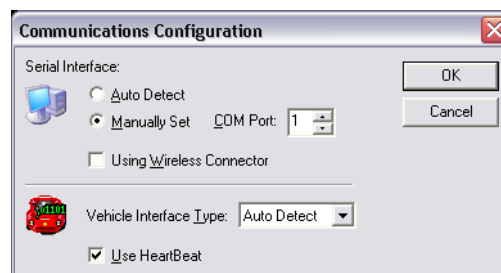 Communications Configuration
Serial Interface:
Auto Detect
Manually Set COM Port: 1
Using Wireless Connector
OK
Cancel
Vehicle Interface Type: Auto Detect
Use HeartBeat